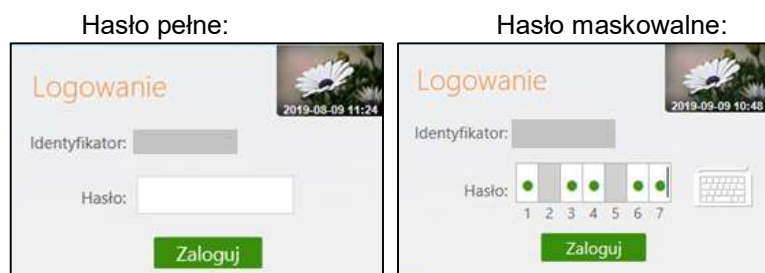 Hasło pełne:
Hasło maskowalne:
Logowanie
2019-08-09 11:24
Identyfikator:
Hasło:
Zaloguj
Logowanie
2019-09-09 10:48
Identyfikator:
Hasło:
1 2 3 4 5 6 7
Zaloguj